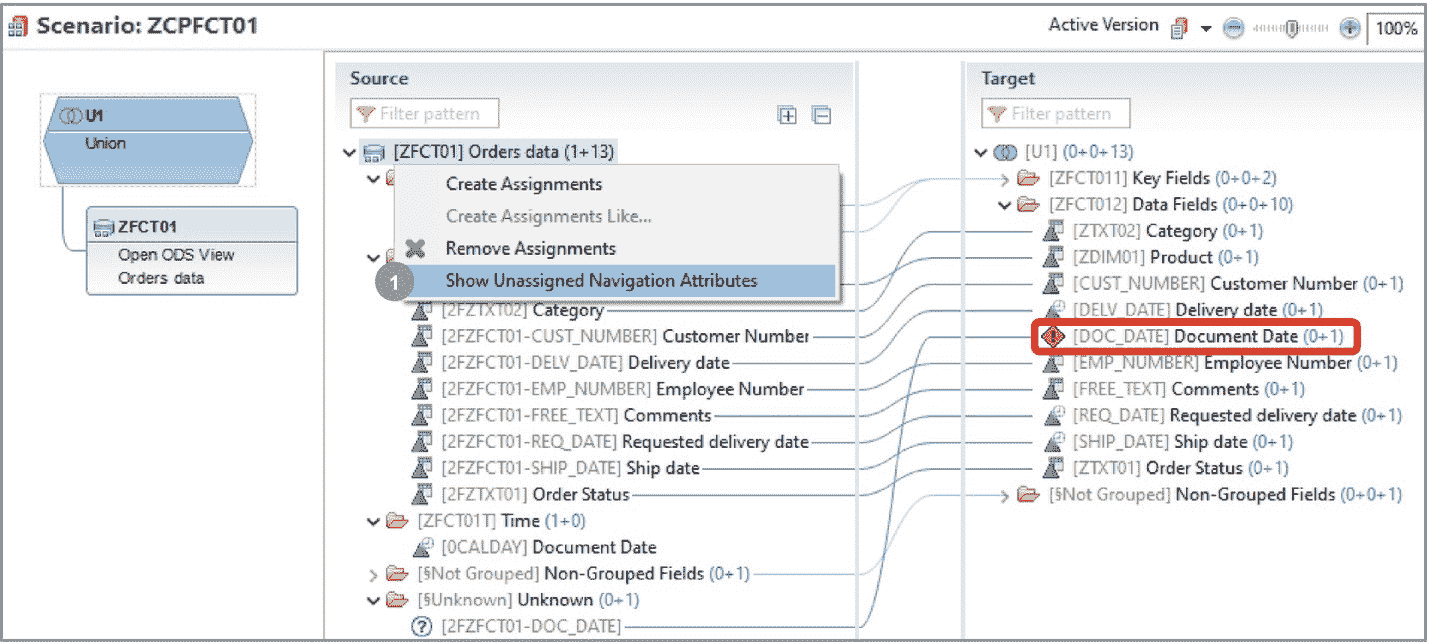 Scenario: ZCPFCT01
Active Version
100%
U1
Union
ZFCT01
Open ODS View
Orders data
Source
Filter pattern
[ZFCT01] Orders data (1+13)
Create Assignments
Create Assignments Like...
Remove Assignments
1 Show Unassigned Navigation Attributes
[2FZTXT02] Category
[2FZFCT01-CUST_NUMBER] Customer Number
[2FZFCT01-DELV_DATE] Delivery date
[2FZFCT01-EMP_NUMBER] Employee Number
[2FZFCT01-FREE_TEXT] Comments
[2FZFCT01-REQ_DATE] Requested delivery date
[2FZFCT01-SHIP_DATE] Ship date
[2FZTXT01] Order Status
[ZFCT01T] Time (1+0)
[0CALDAY] Document Date
[§Not Grouped] Non-Grouped Fields (0+1)
[§Unknown] Unknown (0+1)
[2FZFCT01-DOC_DATE]
Target
Filter pattern
[U1] (0+0+13)
[ZFCT011] Key Fields (0+0+2)
[ZFCT012] Data Fields (0+0+10)
[ZTXT02] Category (0+1)
[ZDIM01] Product (0+1)
[CUST_NUMBER] Customer Number (0+1)
[DELV_DATE] Delivery date (0+1)
[DOC_DATE] Document Date (0+1)
[EMP_NUMBER] Employee Number (0+1)
[FREE_TEXT] Comments (0+1)
[REQ_DATE] Requested delivery date (0+1)
[SHIP_DATE] Ship date (0+1)
[ZTXT01] Order Status (0+1)
[§Not Grouped] Non-Grouped Fields (0+0+1)